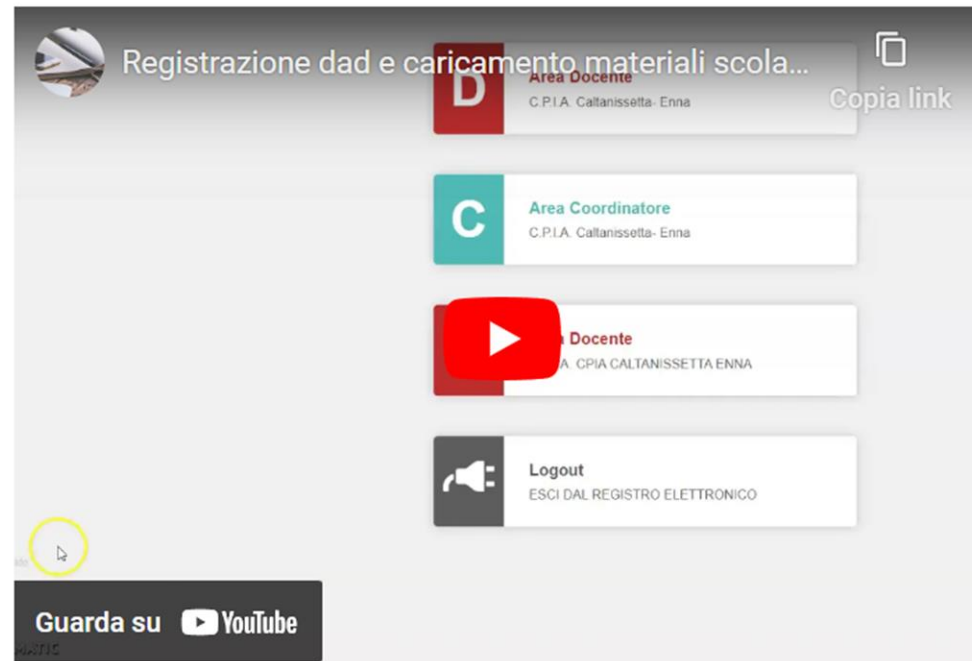 Registrazione dad e caricamento materiali scola...
Copia link
D
Area Docente
C.P.I.A. Caltanissetta- Enna
C
Area Coordinatore
C.P.I.A. Caltanissetta- Enna
Docente
A. CPIA CALTANISSETTA ENNA
Logout
ESCI DAL REGISTRO ELETTRONICO
Guarda su YouTube
MATIC